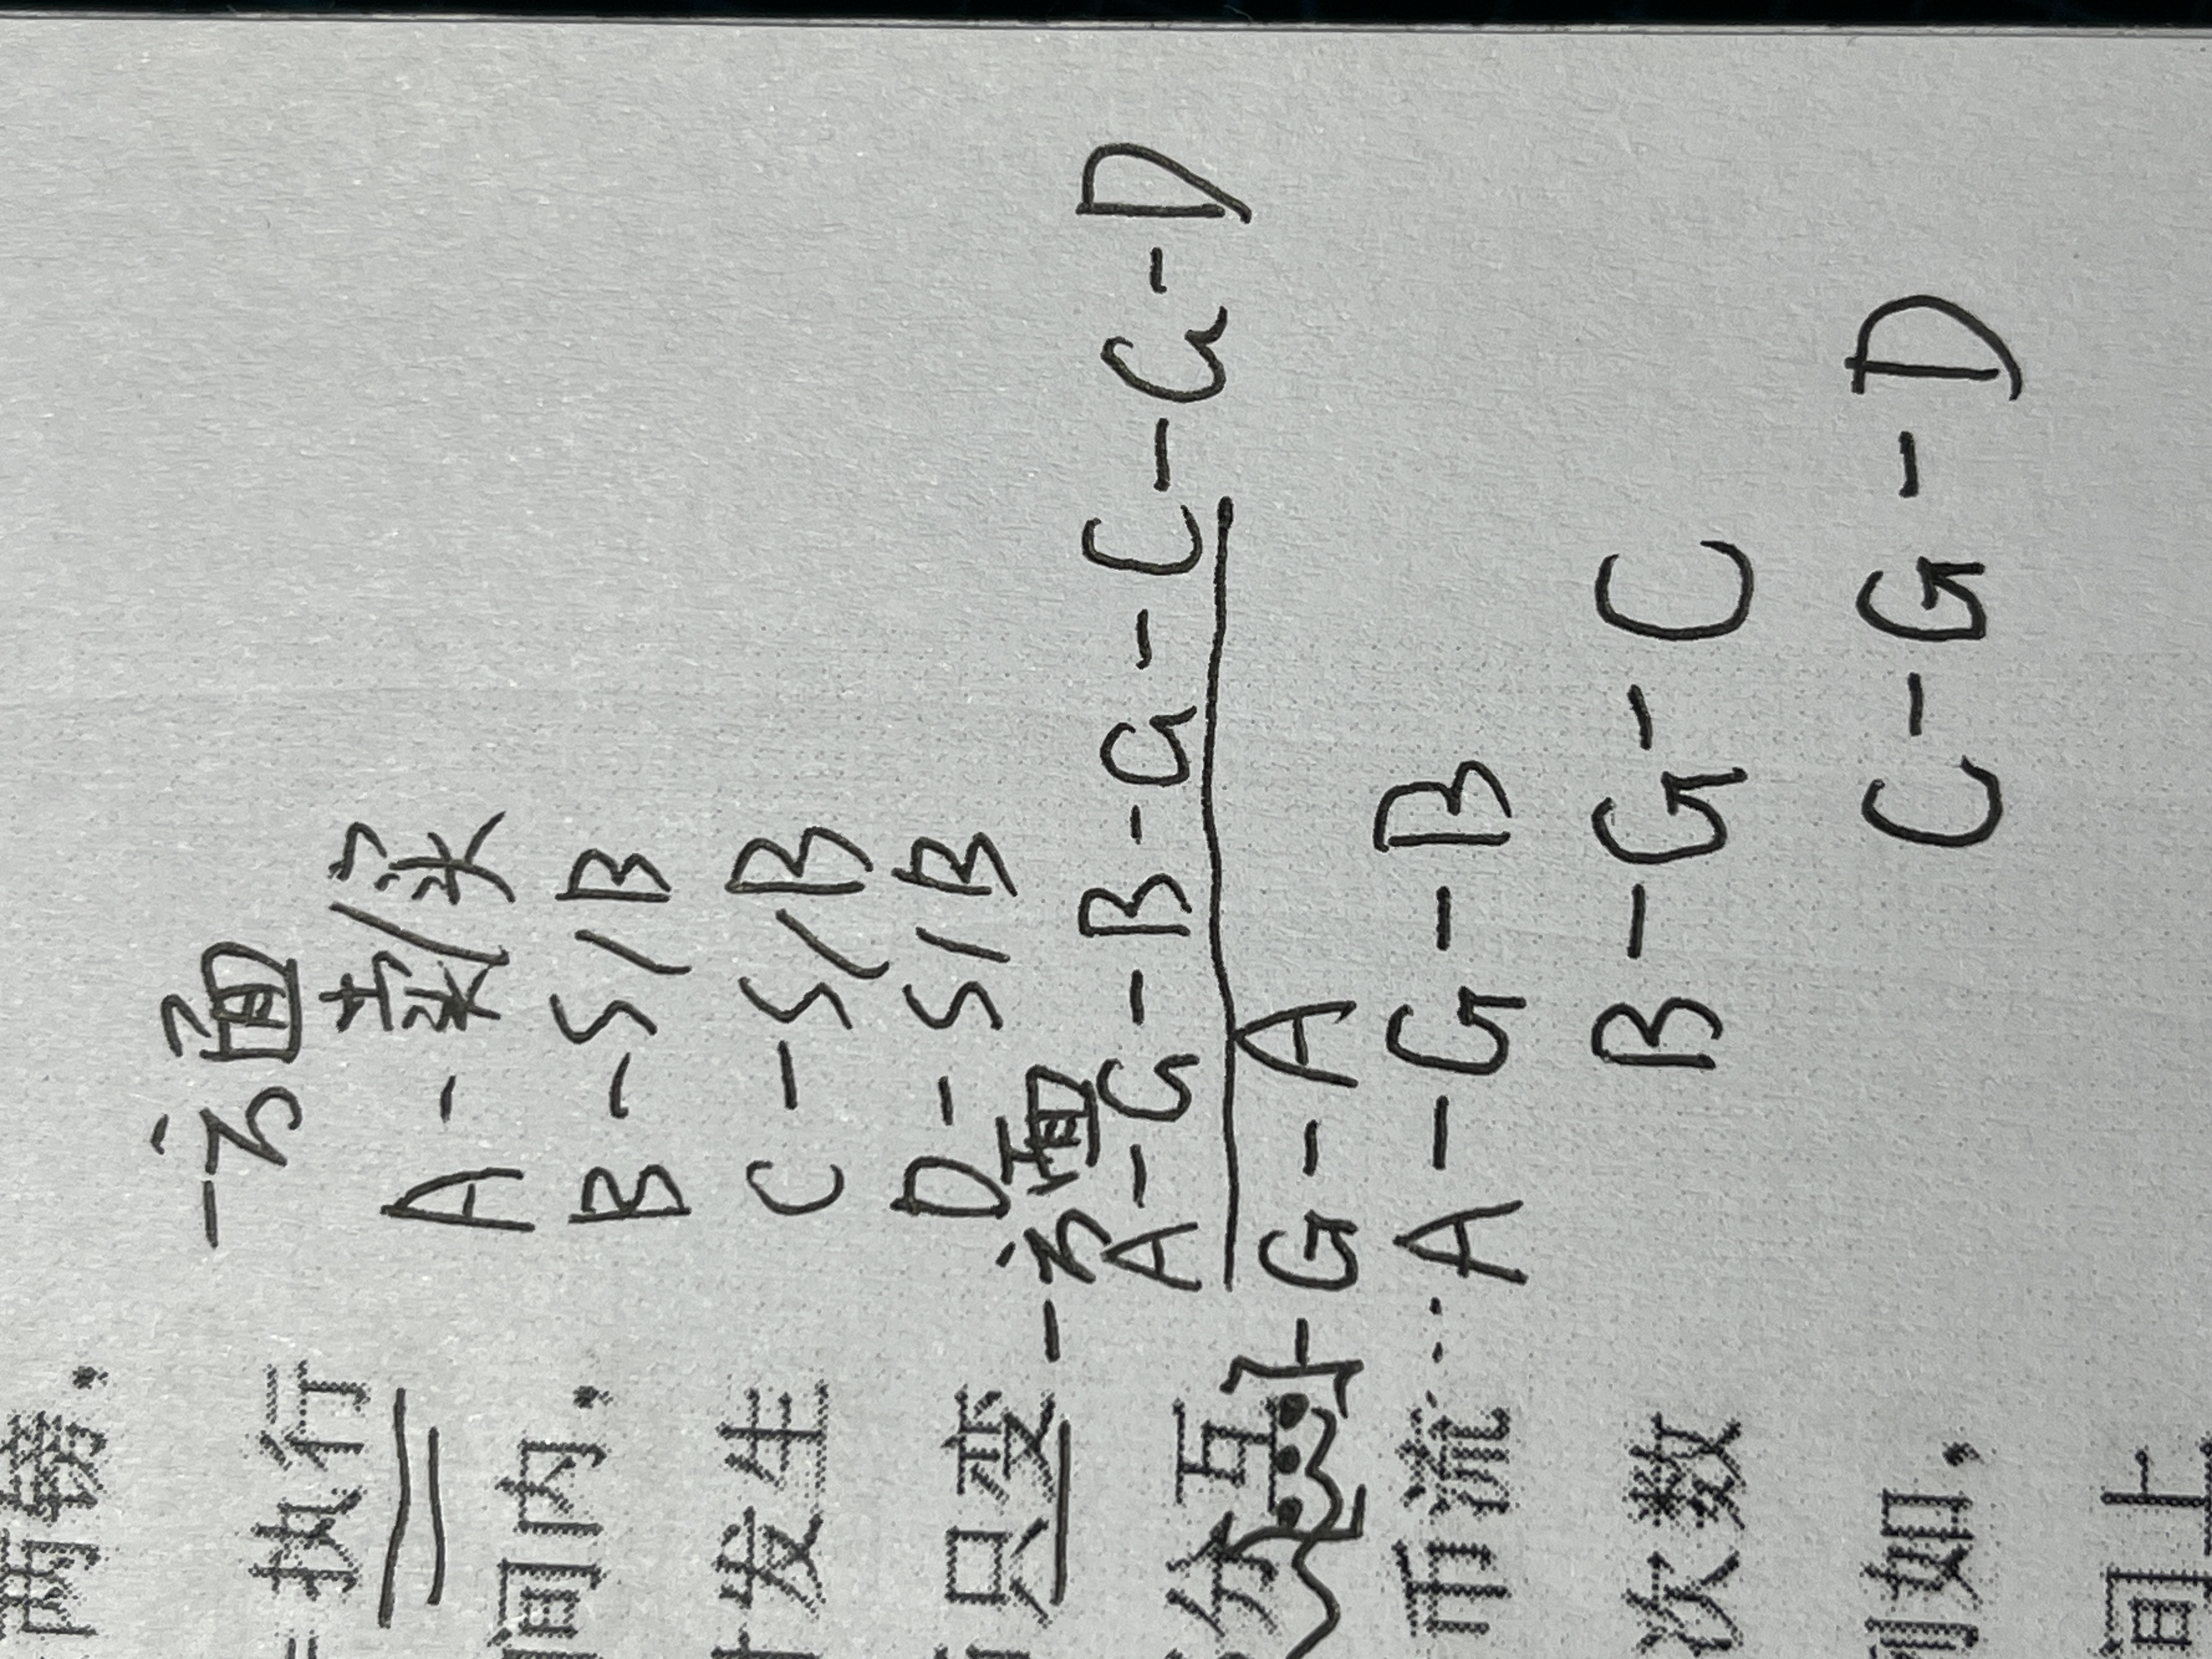 两镑，
一方面
执行
A - 卖/买
间内，
B - S/B
发生
C - S/B
D - S/B
只变
一方面
A - G - B - G - C - G - D
分互
[...] - G - A
币流 ... A - G - B
次数
B - G - C
例如，
C - G - D
间上